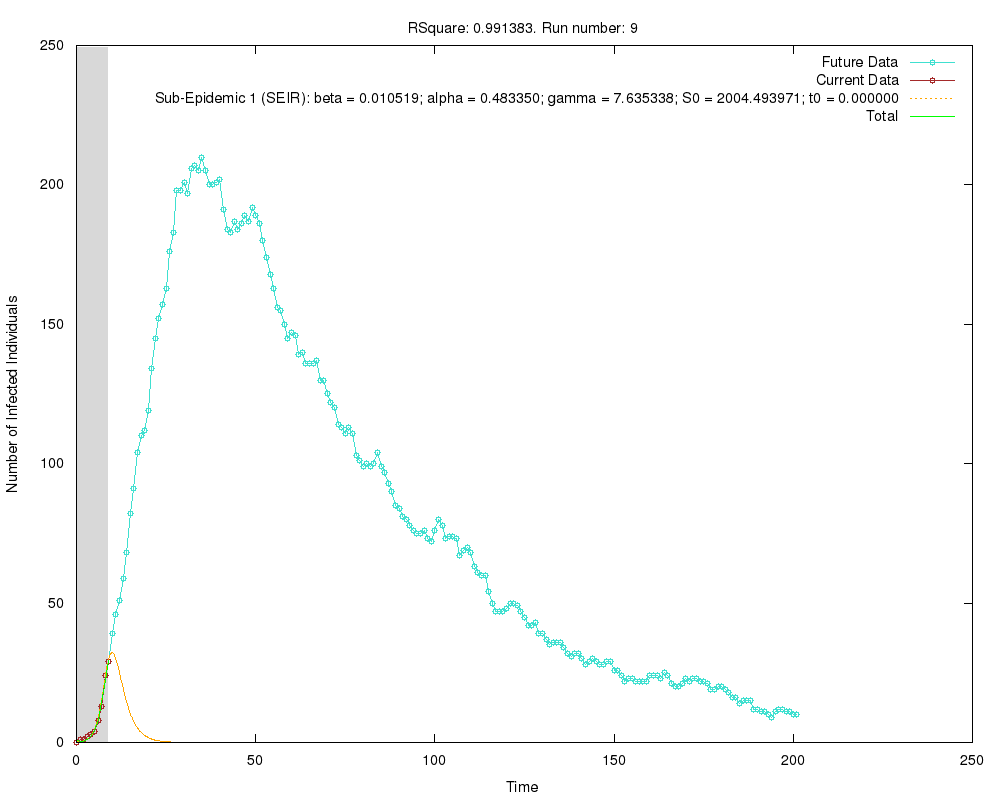 RSquare: 0.991383. Run number: 9
250
Future Data
Current Data
Sub-Epidemic 1 (SEIR): beta = 0.010519; alpha = 0.483350; gamma = 7.635338; S0 = 2004.493971; t0 = 0.000000
Total
200
150
Number of Infected Individuals
100
50
0
0 50 100 150 200 250
Time